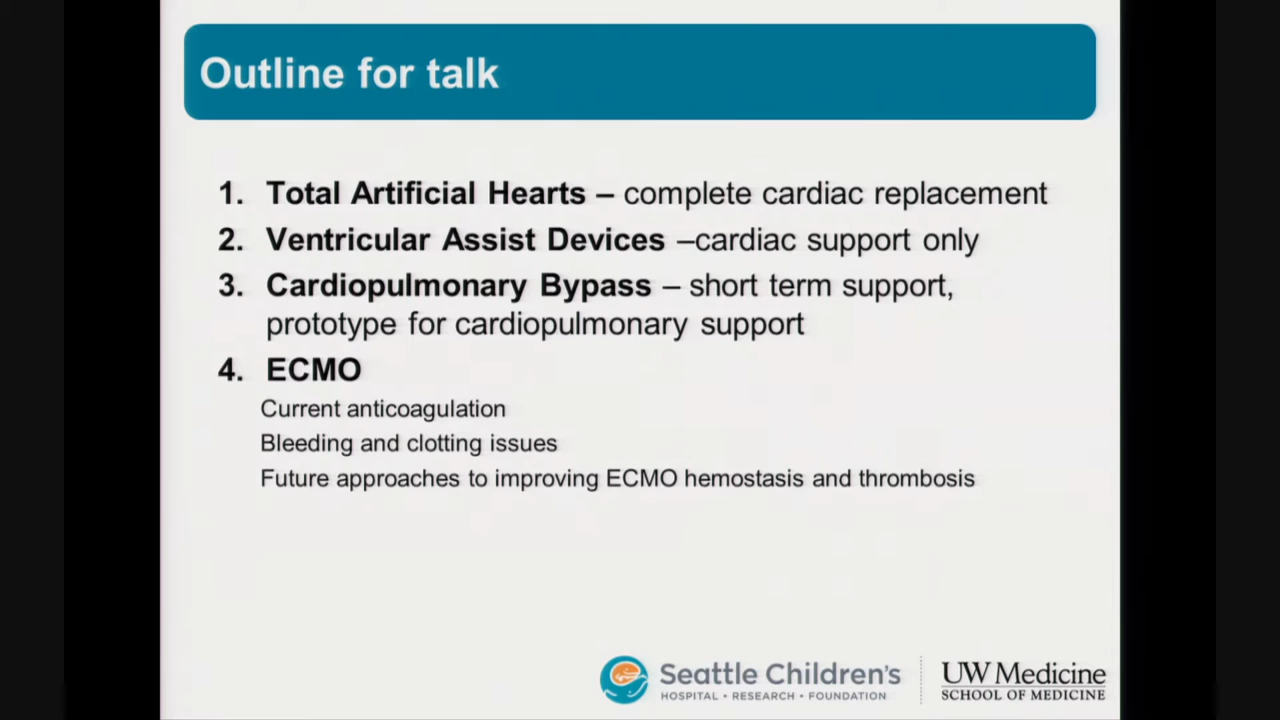 Outline for talk
1. Total Artificial Hearts – complete cardiac replacement
2. Ventricular Assist Devices –cardiac support only
3. Cardiopulmonary Bypass – short term support,
prototype for cardiopulmonary support
4. ECMO
Current anticoagulation
Bleeding and clotting issues
Future approaches to improving ECMO hemostasis and thrombosis
Seattle Children's
HOSPITAL • RESEARCH • FOUNDATION
UW Medicine
SCHOOL OF MEDICINE